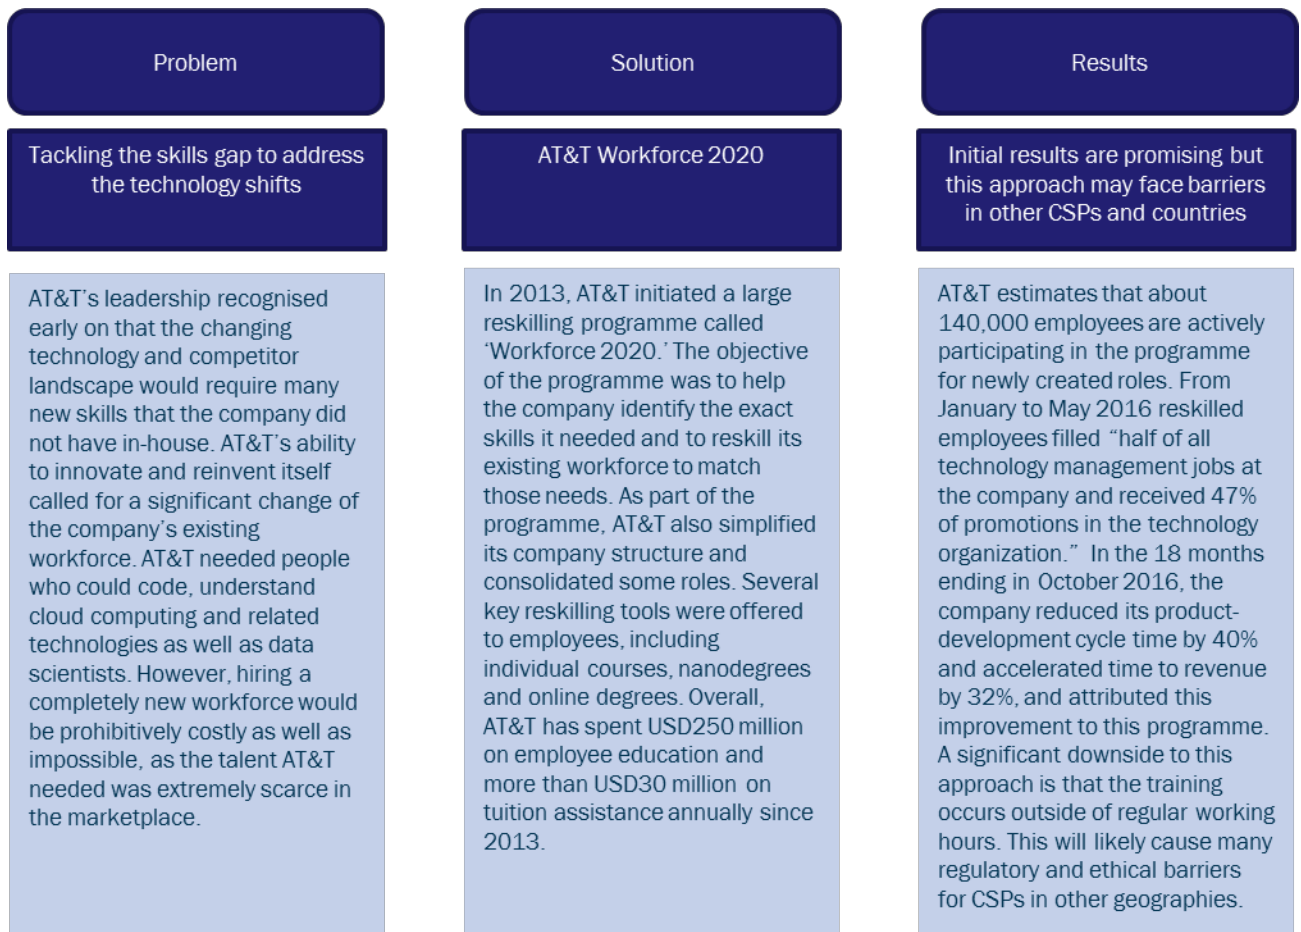 Problem
Tackling the skills gap to address
the technology shifts
AT&T's leadership recognised
early on that the changing
technology and competitor
landscape would require many
new skills that the company did
not have in-house. AT&T's ability
to innovate and reinvent itself
called for a significant change of
the company's existing
workforce. AT&T needed people
who could code, understand
cloud computing and related
technologies as well as data
scientists. However, hiring a
completely new workforce would
be prohibitively costly as well as
impossible, as the talent AT&T
needed was extremely scarce in
the marketplace.
Solution
AT&T Workforce 2020
In 2013, AT&T initiated a large
reskilling programme called
‘Workforce 2020.’ The objective
of the programme was to help
the company identify the exact
skills it needed and to reskill its
existing workforce to match
those needs. As part of the
programme, AT&T also simplified
its company structure and
consolidated some roles. Several
key reskilling tools were offered
to employees, including
individual courses, nanodegrees
and online degrees. Overall,
AT&T has spent USD250 million
on employee education and
more than USD30 million on
tuition assistance annually since
2013.
Results
Initial results are promising but
this approach may face barriers
in other CSPs and countries
AT&T estimates that about
140,000 employees are actively
participating in the programme
for newly created roles. From
January to May 2016 reskilled
employees filled “half of all
technology management jobs at
the company and received 47%
of promotions in the technology
organization.” In the 18 months
ending in October 2016, the
company reduced its product-
development cycle time by 40%
and accelerated time to revenue
by 32%, and attributed this
improvement to this programme.
A significant downside to this
approach is that the training
occurs outside of regular working
hours. This will likely cause many
regulatory and ethical barriers
for CSPs in other geographies.